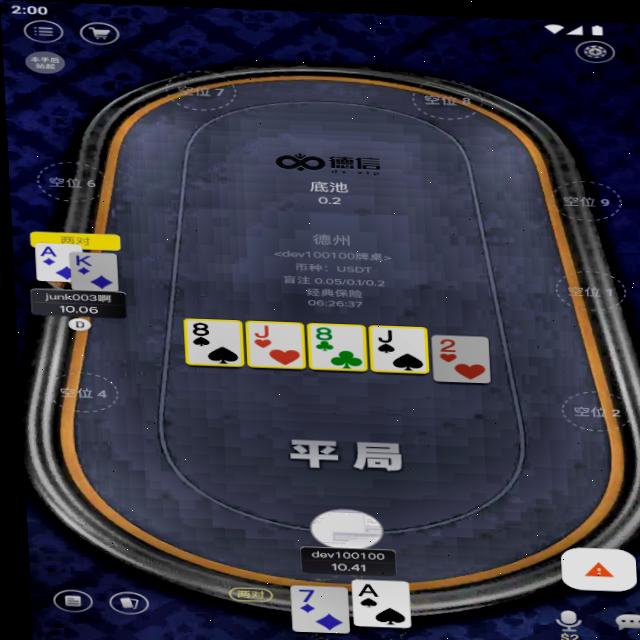 2:00
空位 7
空位 8
德信
底池
0.2
空位 6
空位 9
德州
<dev100100牌桌>
币种：USDT
盲注 0.05/0.1/0.2
经典保险
06:26:37
两对
A
K
junk003啊
10.06
D
空位 1
8
J
8
J
2
空位 4
空位 2
平局
dev100100
10.41
两对
7
A